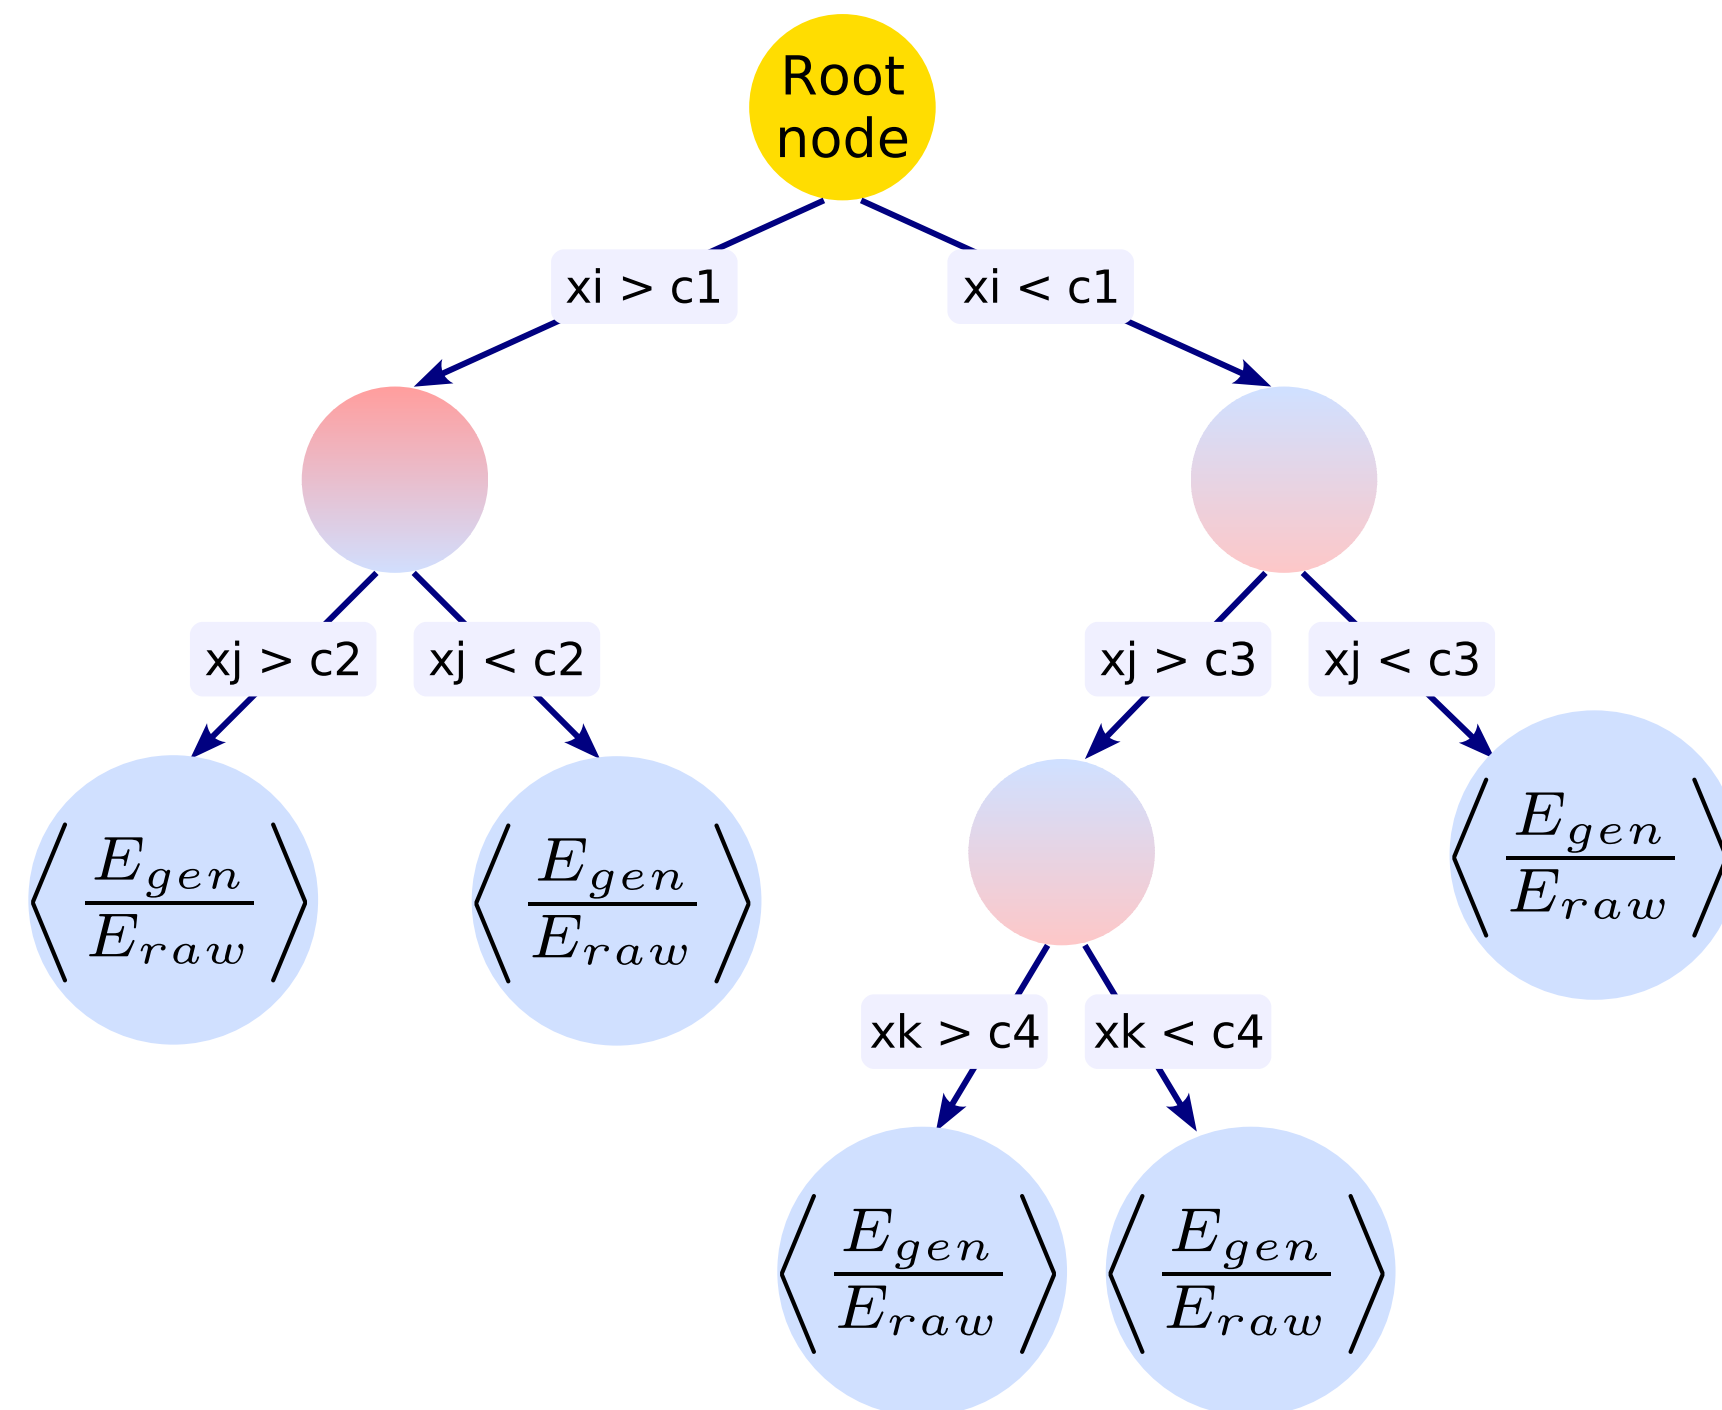 Root
node
xi > c1
xi < c1
xj > c2
xj < c2
xj > c3
xj < c3
⟨ E_gen / E_raw ⟩
⟨ E_gen / E_raw ⟩
⟨ E_gen / E_raw ⟩
xk > c4
xk < c4
⟨ E_gen / E_raw ⟩
⟨ E_gen / E_raw ⟩